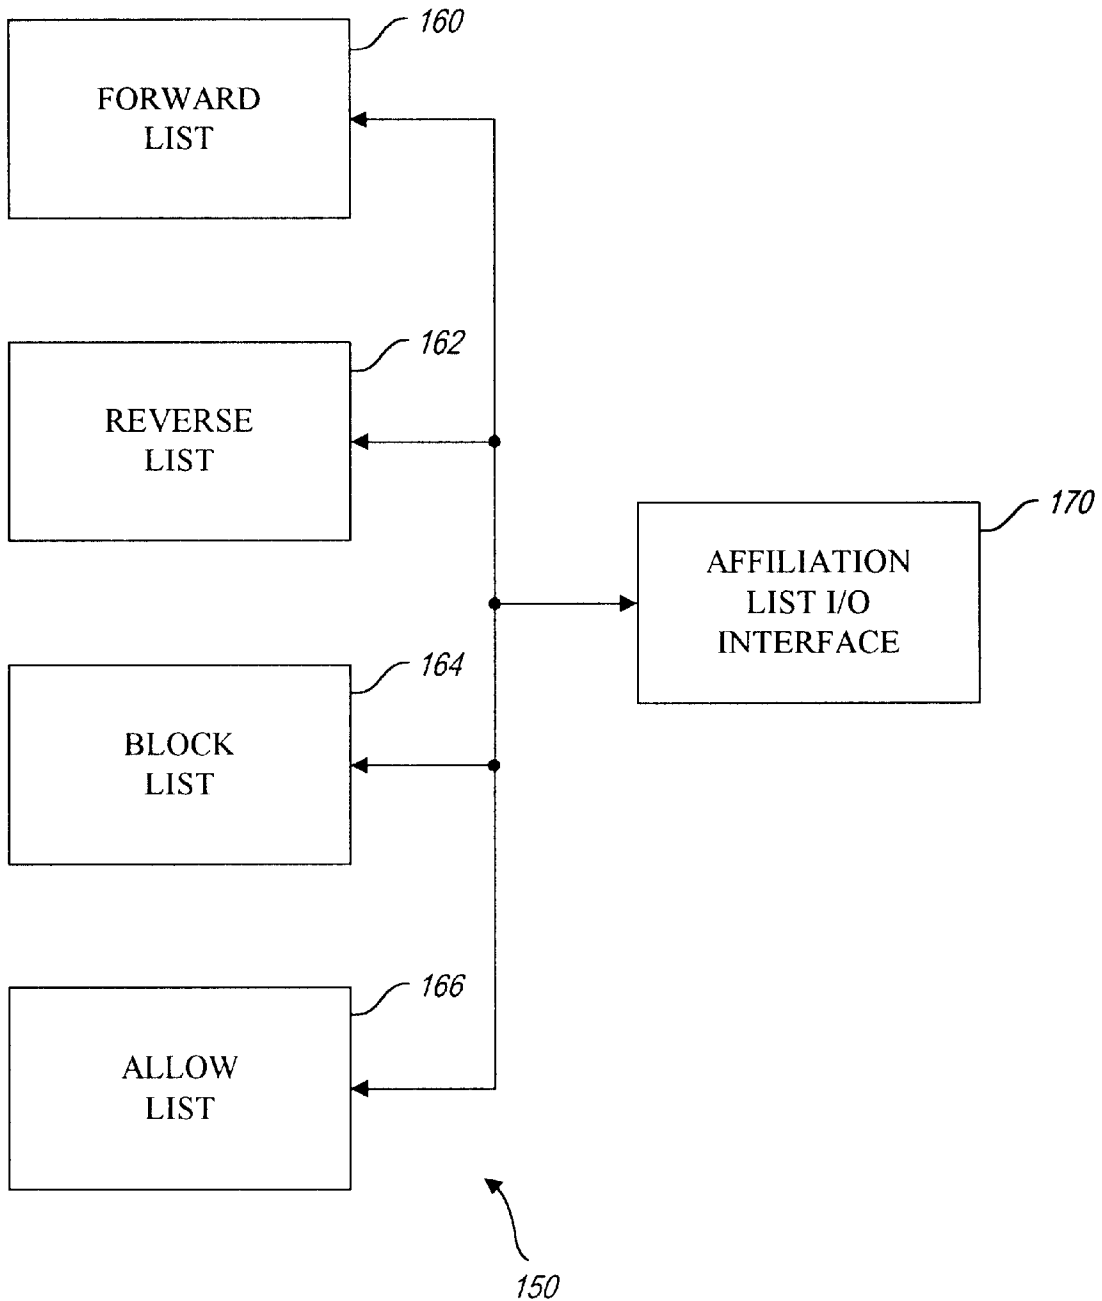 160
FORWARD
LIST
162
REVERSE
LIST
170
AFFILIATION
LIST I/O
INTERFACE
164
BLOCK
LIST
166
ALLOW
LIST
150